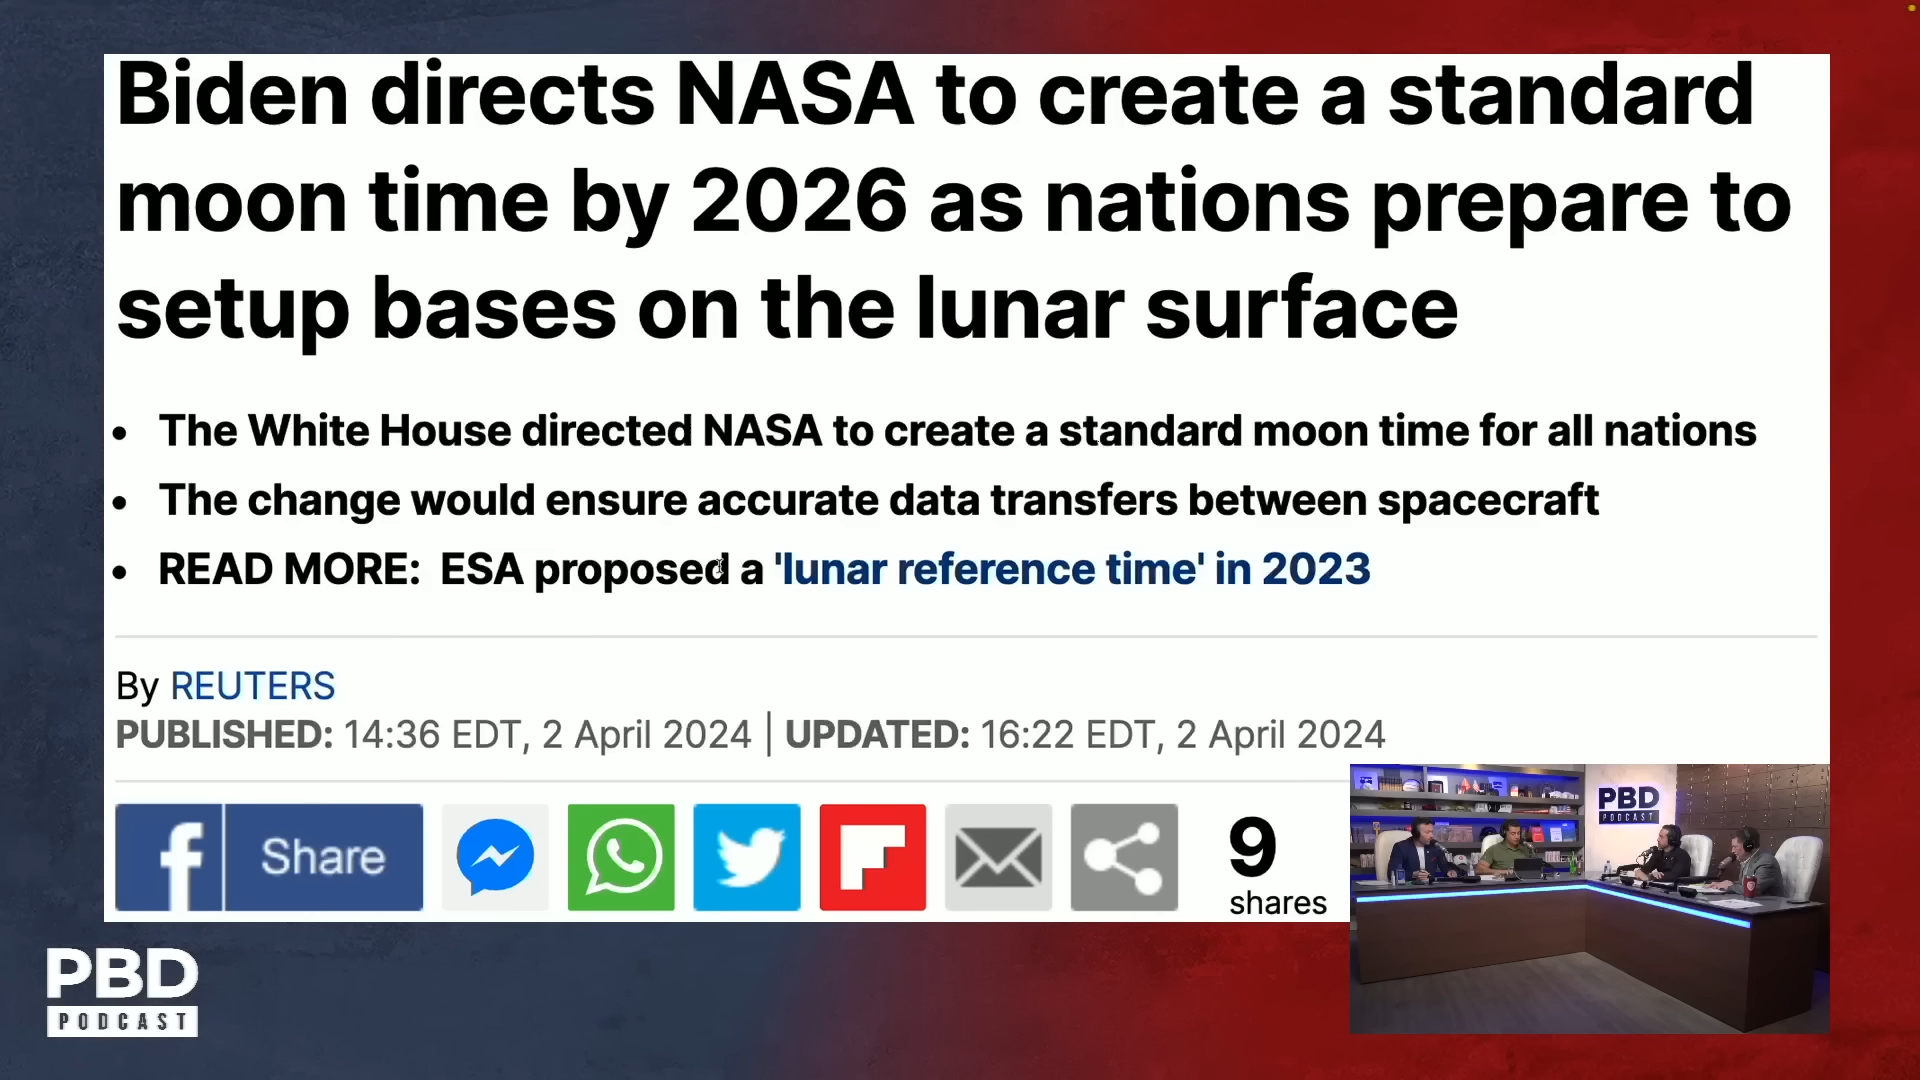 Biden directs NASA to create a standard
moon time by 2026 as nations prepare to
setup bases on the lunar surface
• The White House directed NASA to create a standard moon time for all nations
• The change would ensure accurate data transfers between spacecraft
• READ MORE: ESA proposed a 'lunar reference time' in 2023
By REUTERS
PUBLISHED: 14:36 EDT, 2 April 2024 | UPDATED: 16:22 EDT, 2 April 2024
f Share
9
shares
PBD
PODCAST
PBD
PODCAST